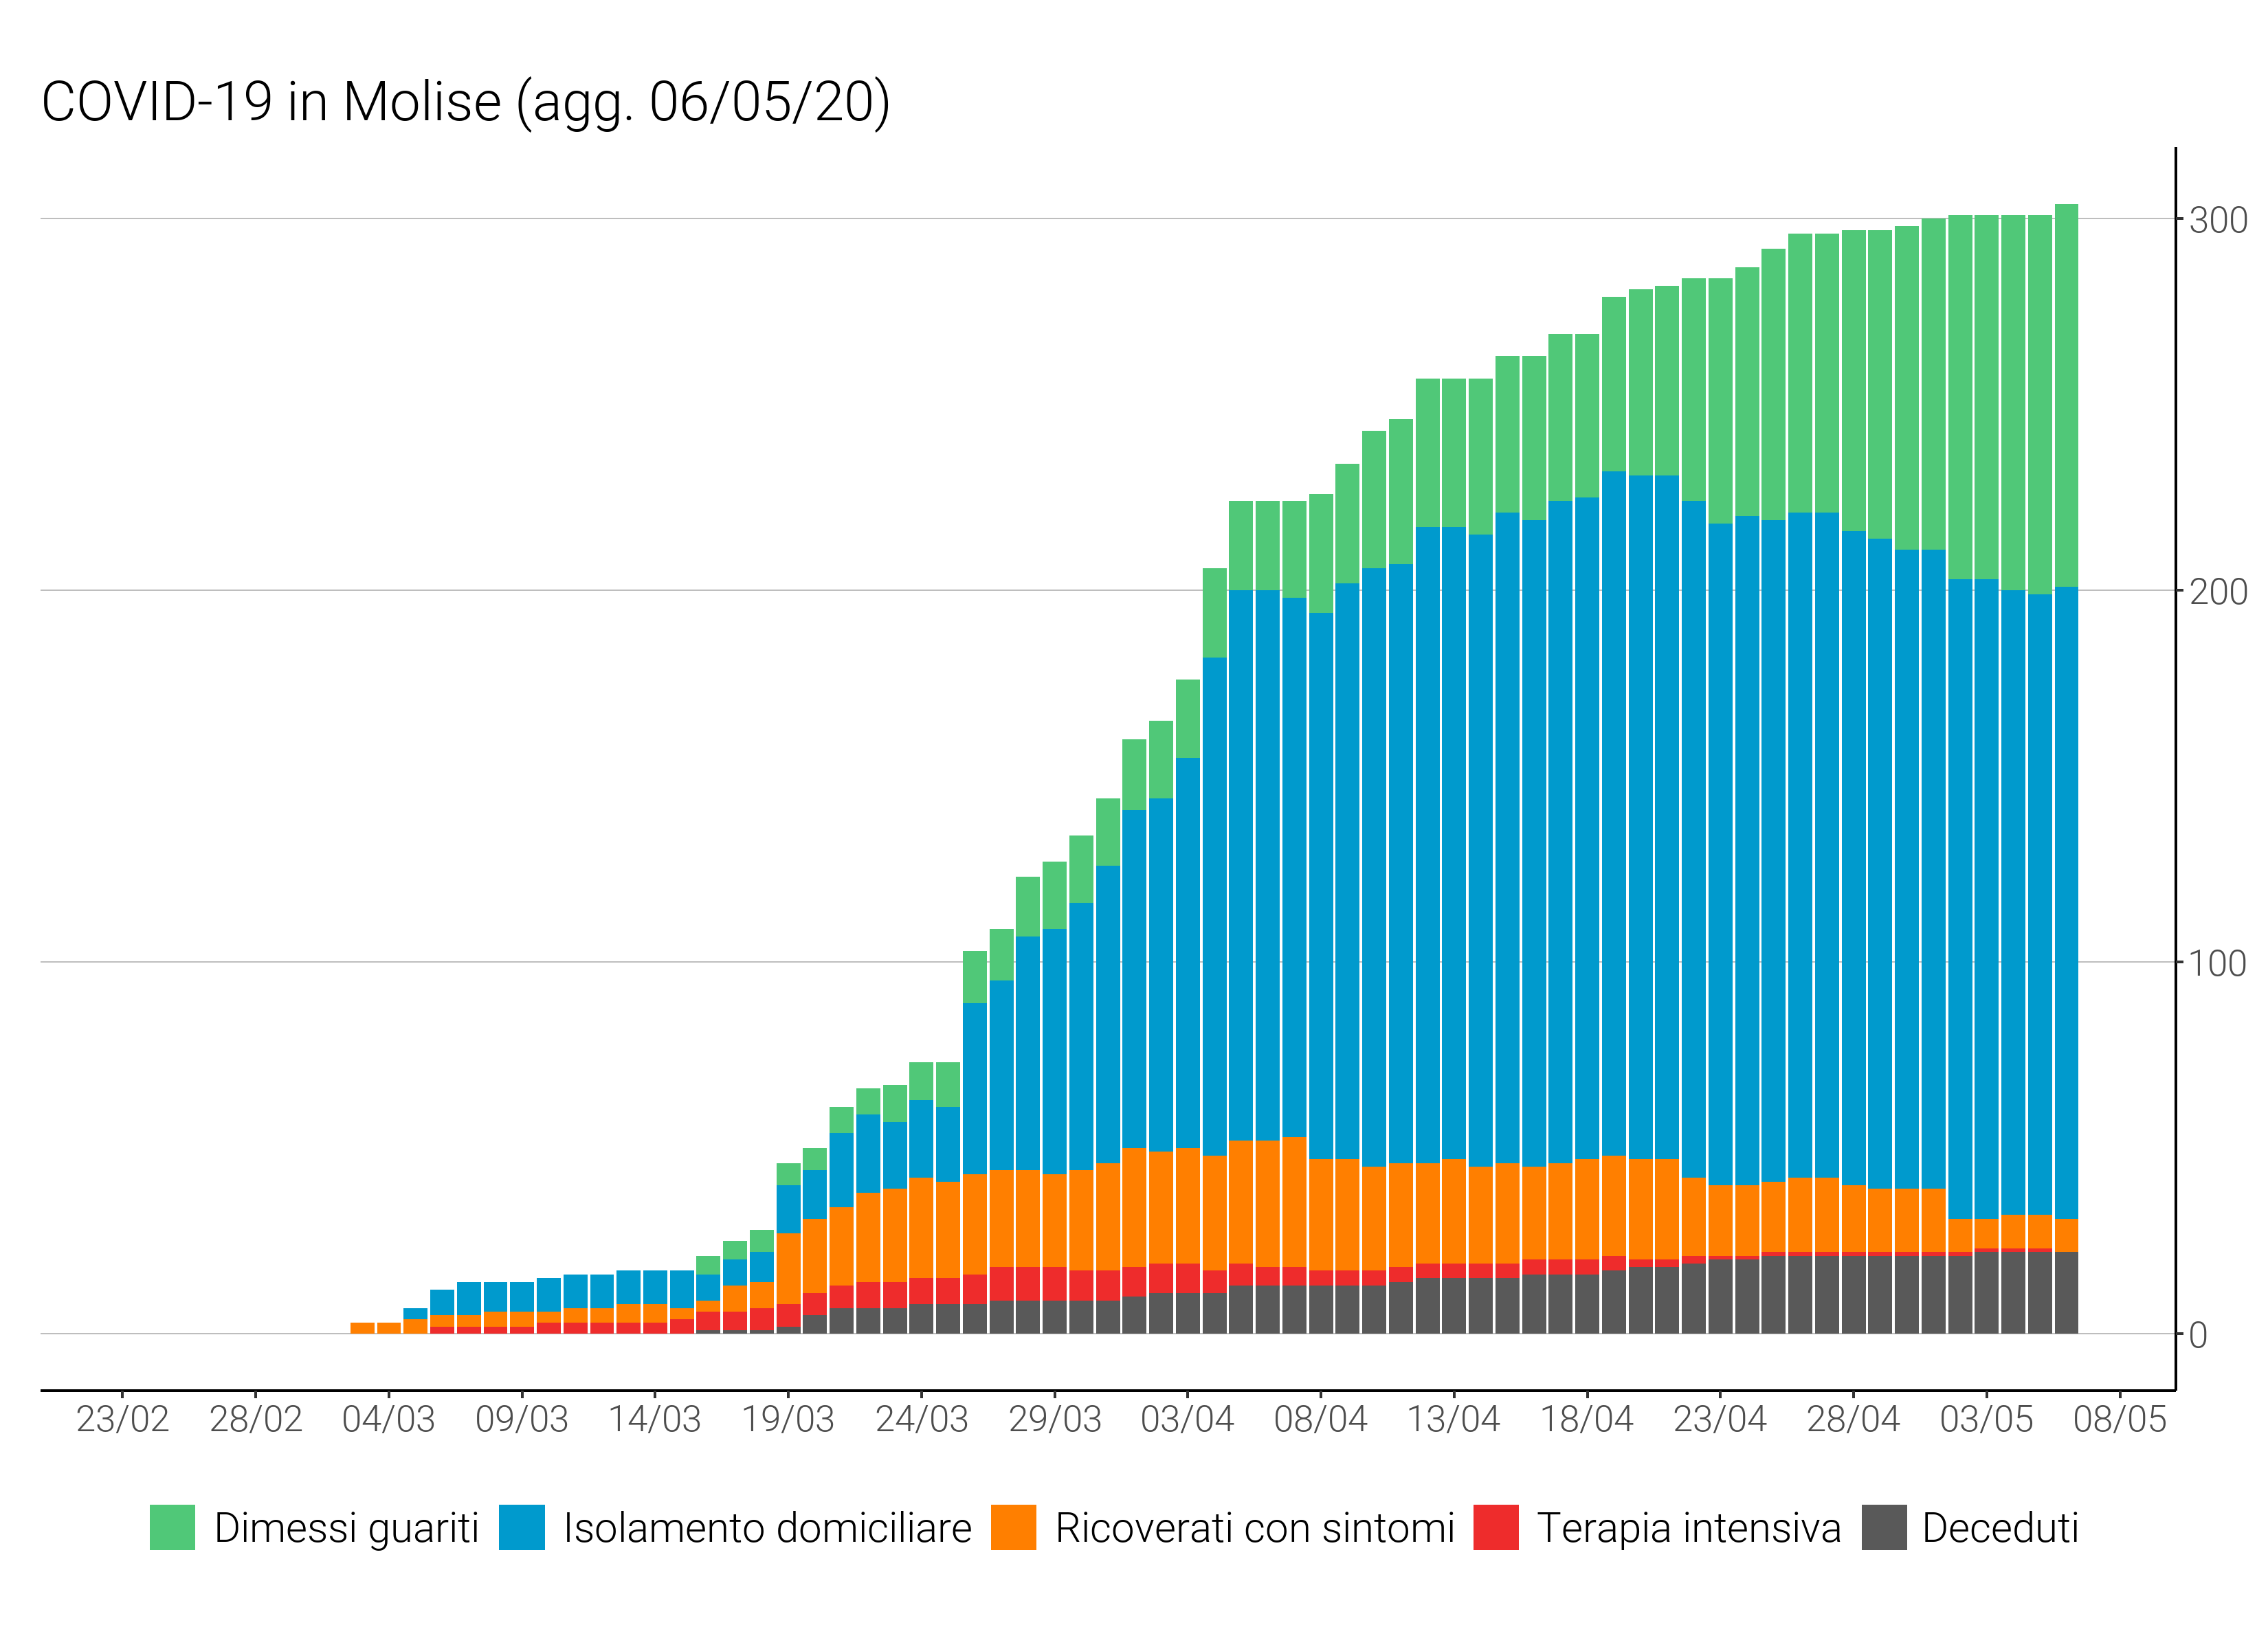 COVID-19 in Molise (agg. 06/05/20)
300
200
100
0
23/02 28/02 04/03 09/03 14/03 19/03 24/03 29/03 03/04 08/04 13/04 18/04 23/04 28/04 03/05 08/05
Dimessi guariti Isolamento domiciliare Ricoverati con sintomi Terapia intensiva Deceduti